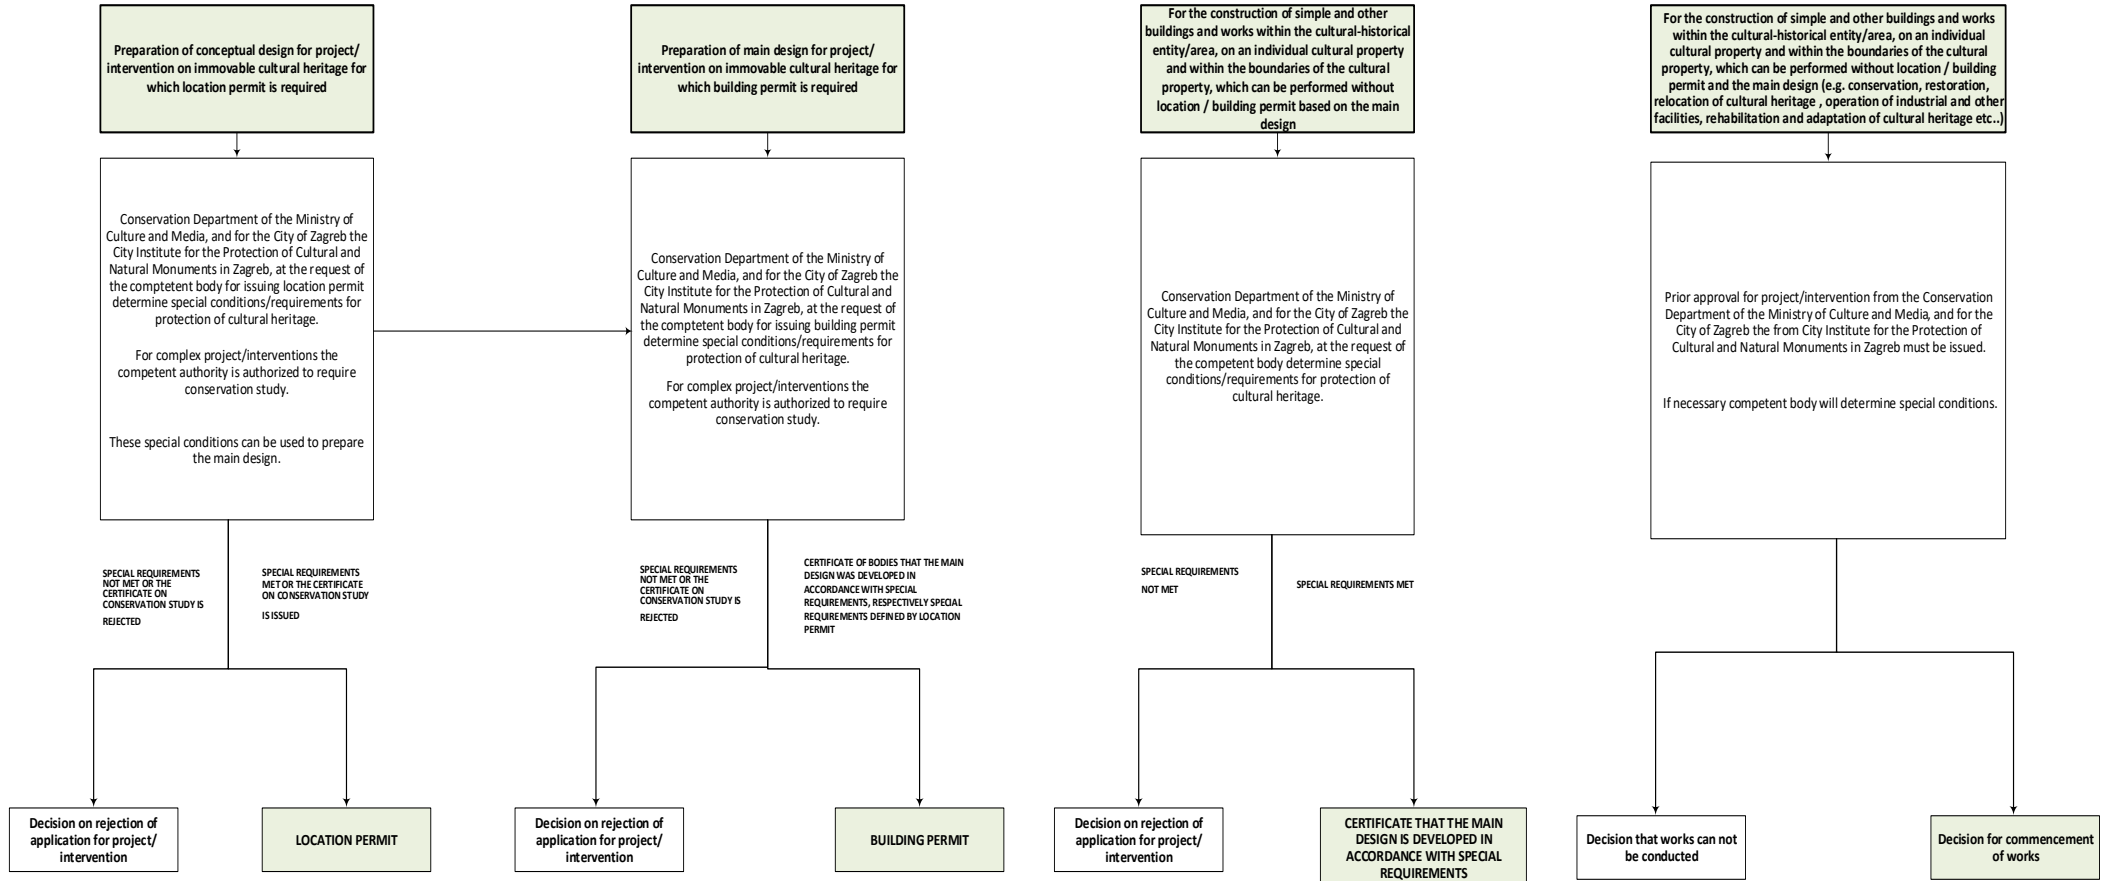 Preparation of conceptual design for project/
intervention on immovable cultural heritage for
which location permit is required
Preparation of main design for project/
intervention on immovable cultural heritage for
which building permit is required
For the construction of simple and other
buildings and works within the cultural-historical
entity/area, on an individual cultural property
and within the boundaries of the cultural
property, which can be performed without
location / building permit based on the main
design
For the construction of simple and other buildings and works
within the cultural-historical entity/area, on an individual
cultural property and within the boundaries of the cultural
property, which can be performed without location / building
permit and the main design (e.g. conservation, restoration,
relocation of cultural heritage , operation of industrial and other
facilities, rehabilitation and adaptation of cultural heritage etc..)
Conservation Department of the Ministry of
Culture and Media, and for the City of Zagreb the
City Institute for the Protection of Cultural and
Natural Monuments in Zagreb, at the request of
the comptetent body for issuing location permit
determine special conditions/requirements for
protection of cultural heritage.
For complex project/interventions the
competent authority is authorized to require
conservation study.
These special conditions can be used to prepare
the main design.
Conservation Department of the Ministry of
Culture and Media, and for the City of Zagreb the
City Institute for the Protection of Cultural and
Natural Monuments in Zagreb, at the request of
the comptetent body for issuing building permit
determine special conditions/requirements for
protection of cultural heritage.
For complex project/interventions the
competent authority is authorized to require
conservation study.
Conservation Department of the Ministry of
Culture and Media, and for the City of Zagreb the
City Institute for the Protection of Cultural and
Natural Monuments in Zagreb, at the request of
the competent body determine special
conditions/requirements for protection of
cultural heritage.
Prior approval for project/intervention from the Conservation
Department of the Ministry of Culture and Media, and for the
City of Zagreb the from City Institute for the Protection of
Cultural and Natural Monuments in Zagreb must be issued.
If necessary competent body will determine special conditions.
SPECIAL REQUIREMENTS
NOT MET OR THE
CERTIFICATE ON
CONSERVATION STUDY IS
REJECTED
SPECIAL REQUIREMENTS
MET OR THE CERTIFICATE
ON CONSERVATION STUDY
IS ISSUED
SPECIAL REQUIREMENTS
NOT MET OR THE
CERTIFICATE ON
CONSERVATION STUDY IS
REJECTED
CERTIFICATE OF BODIES THAT THE MAIN
DESIGN WAS DEVELOPED IN
ACCORDANCE WITH SPECIAL
REQUIREMENTS, RESPECTIVELY SPECIAL
REQUIREMENTS DEFINED BY LOCATION
PERMIT
SPECIAL REQUIREMENTS
NOT MET
SPECIAL REQUIREMENTS MET
Decision on rejection of
application for project/
intervention
LOCATION PERMIT
Decision on rejection of
application for project/
intervention
BUILDING PERMIT
Decision on rejection of
application for project/
intervention
CERTIFICATE THAT THE MAIN
DESIGN IS DEVELOPED IN
ACCORDANCE WITH SPECIAL
REQUIREMENTS
Decision that works can not
be conducted
Decision for commencement
of works